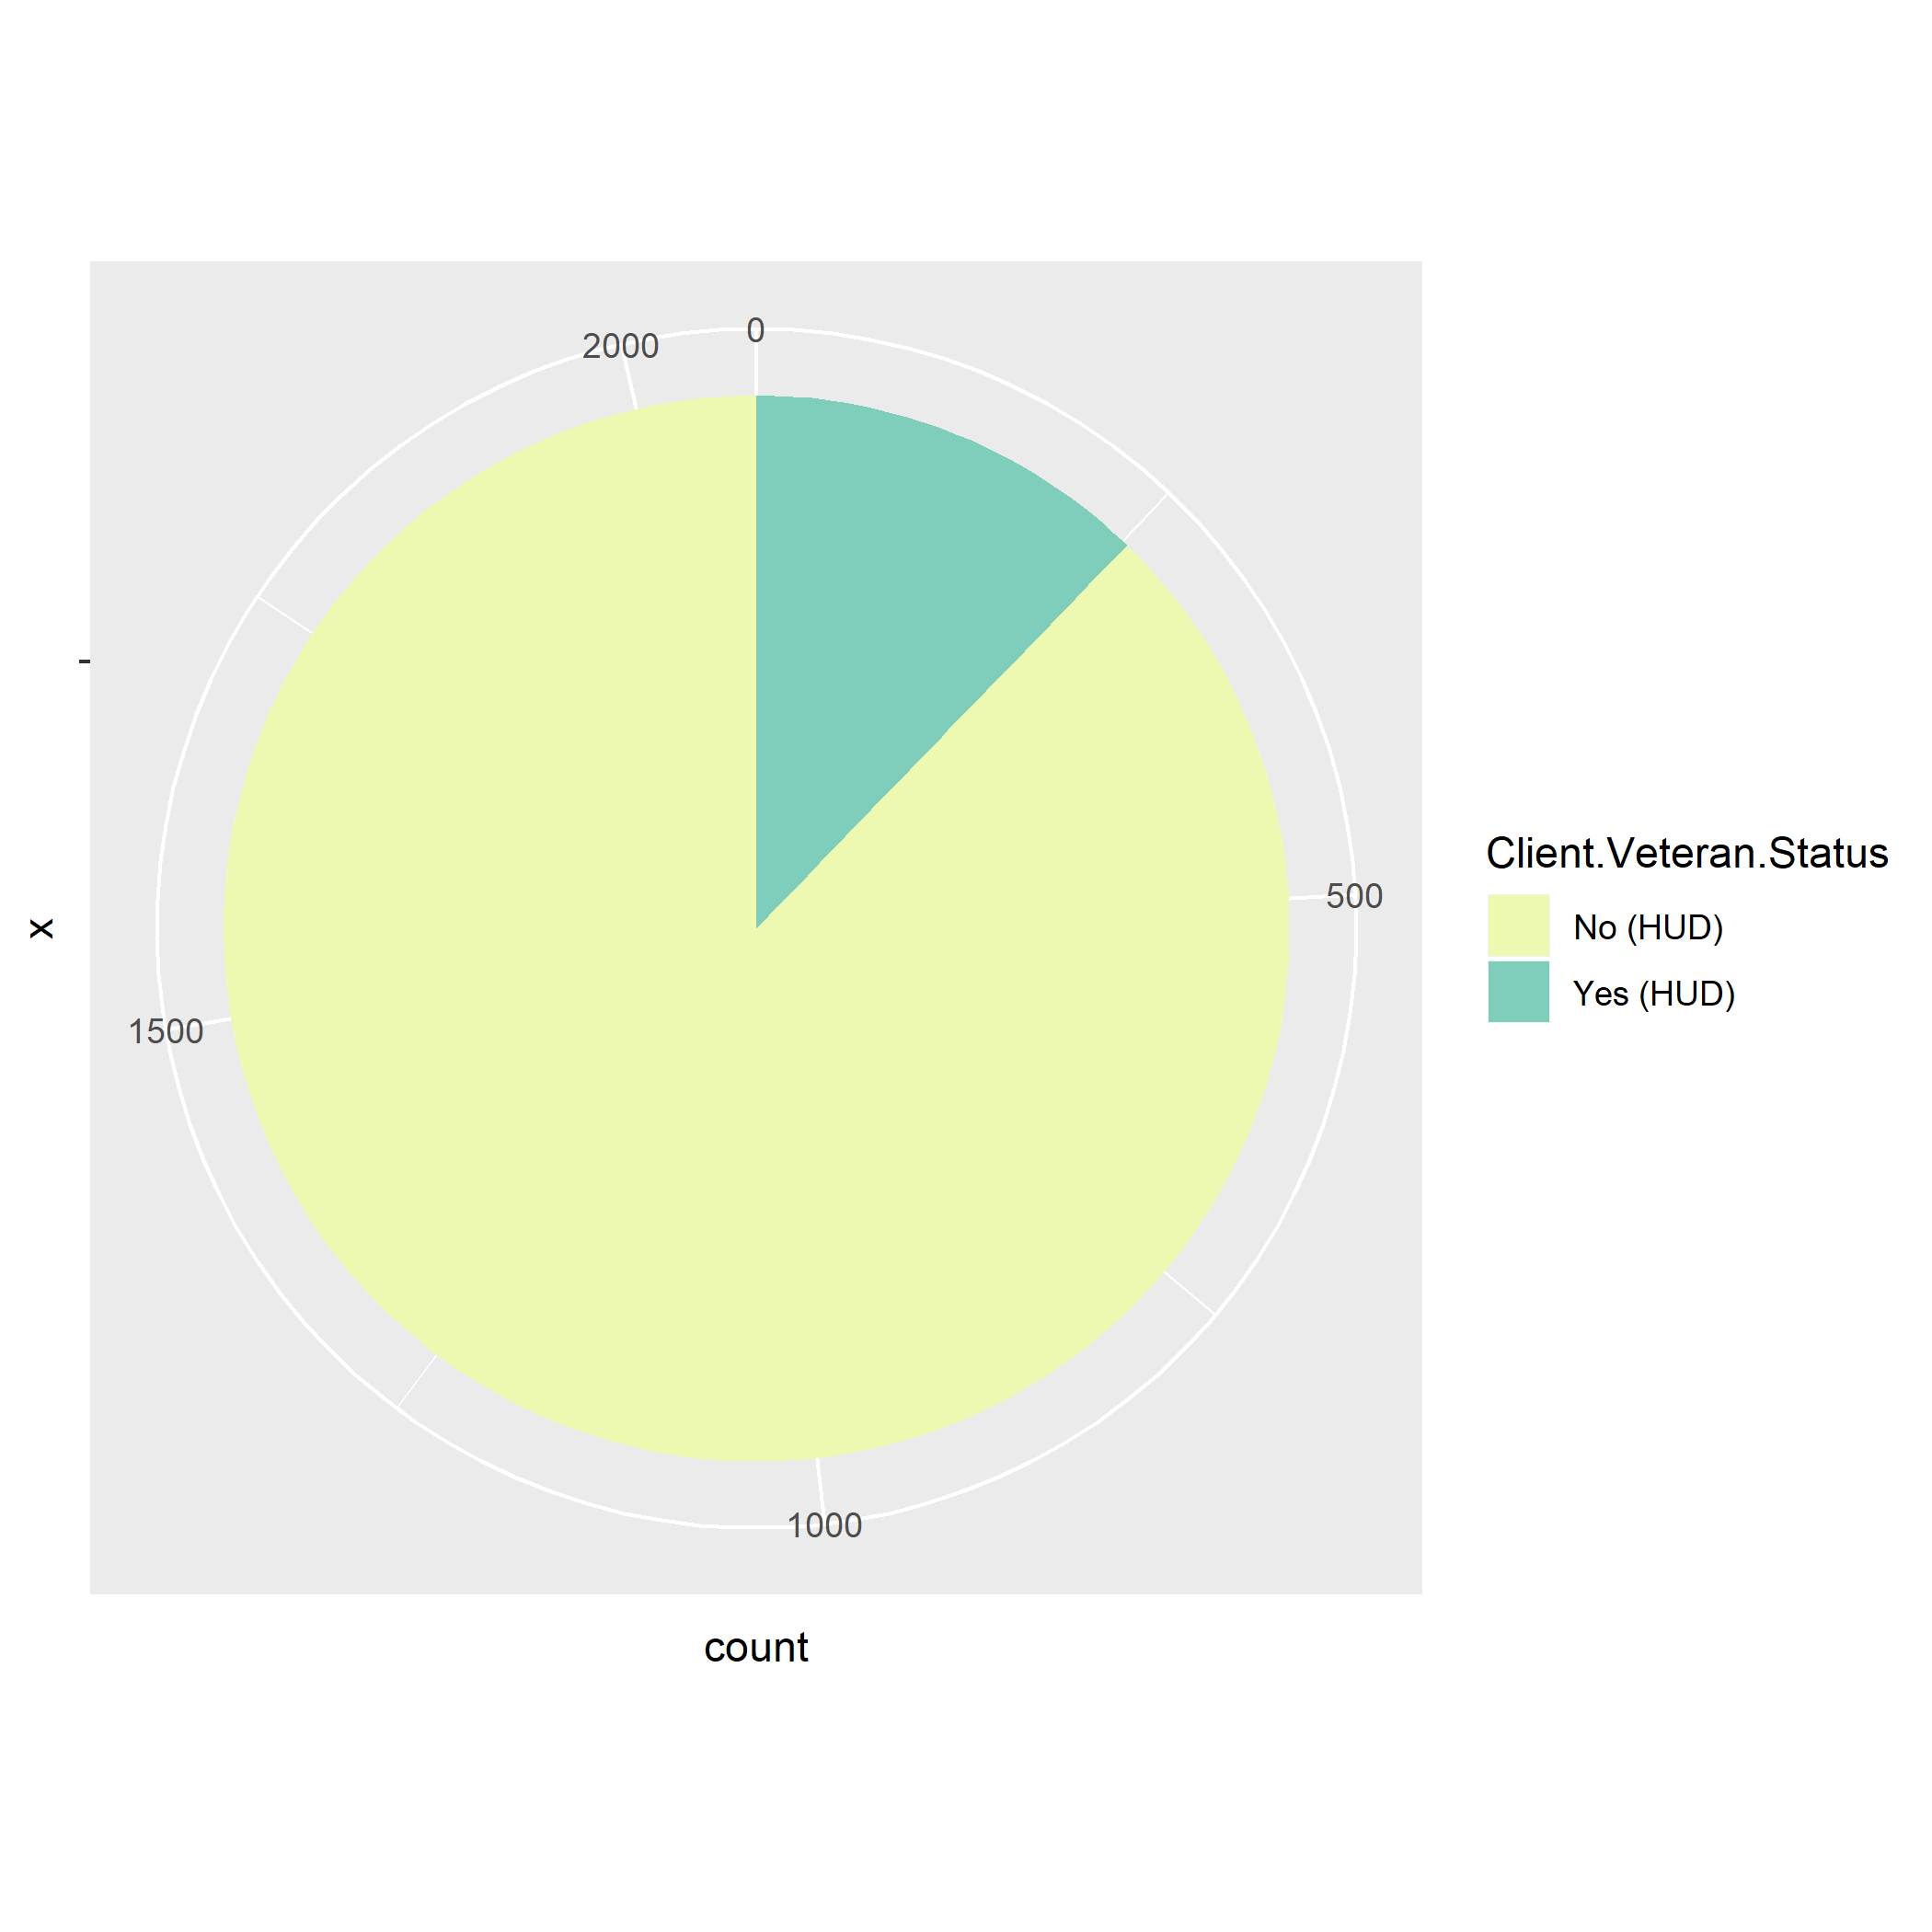 0
2000
500
1500
1000
x
count
Client.Veteran.Status
No (HUD)
Yes (HUD)